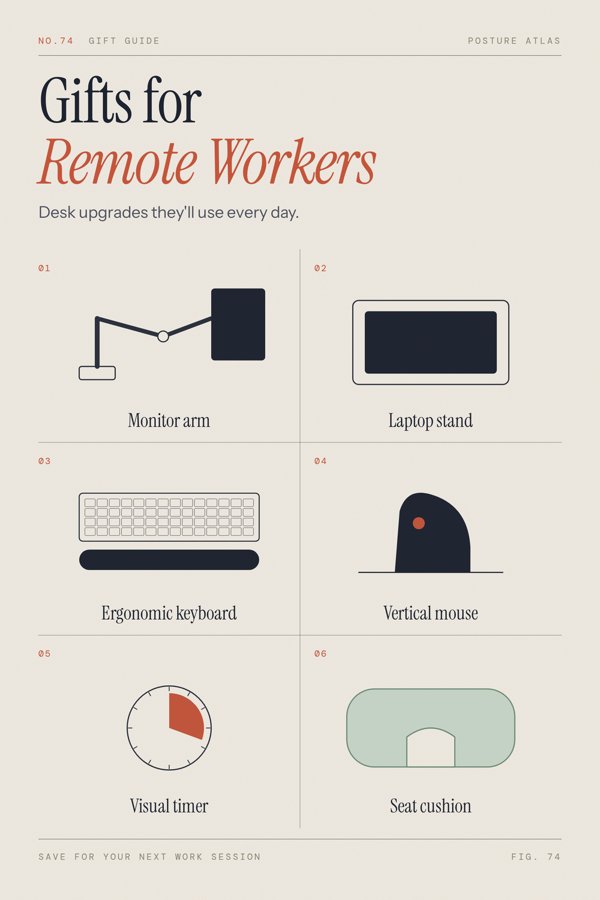 NO.74 GIFT GUIDE
POSTURE ATLAS
Gifts for
Remote Workers
Desk upgrades they'll use every day.
01
02
Monitor arm
Laptop stand
03
04
Ergonomic keyboard
Vertical mouse
05
06
Visual timer
Seat cushion
SAVE FOR YOUR NEXT WORK SESSION
FIG. 74